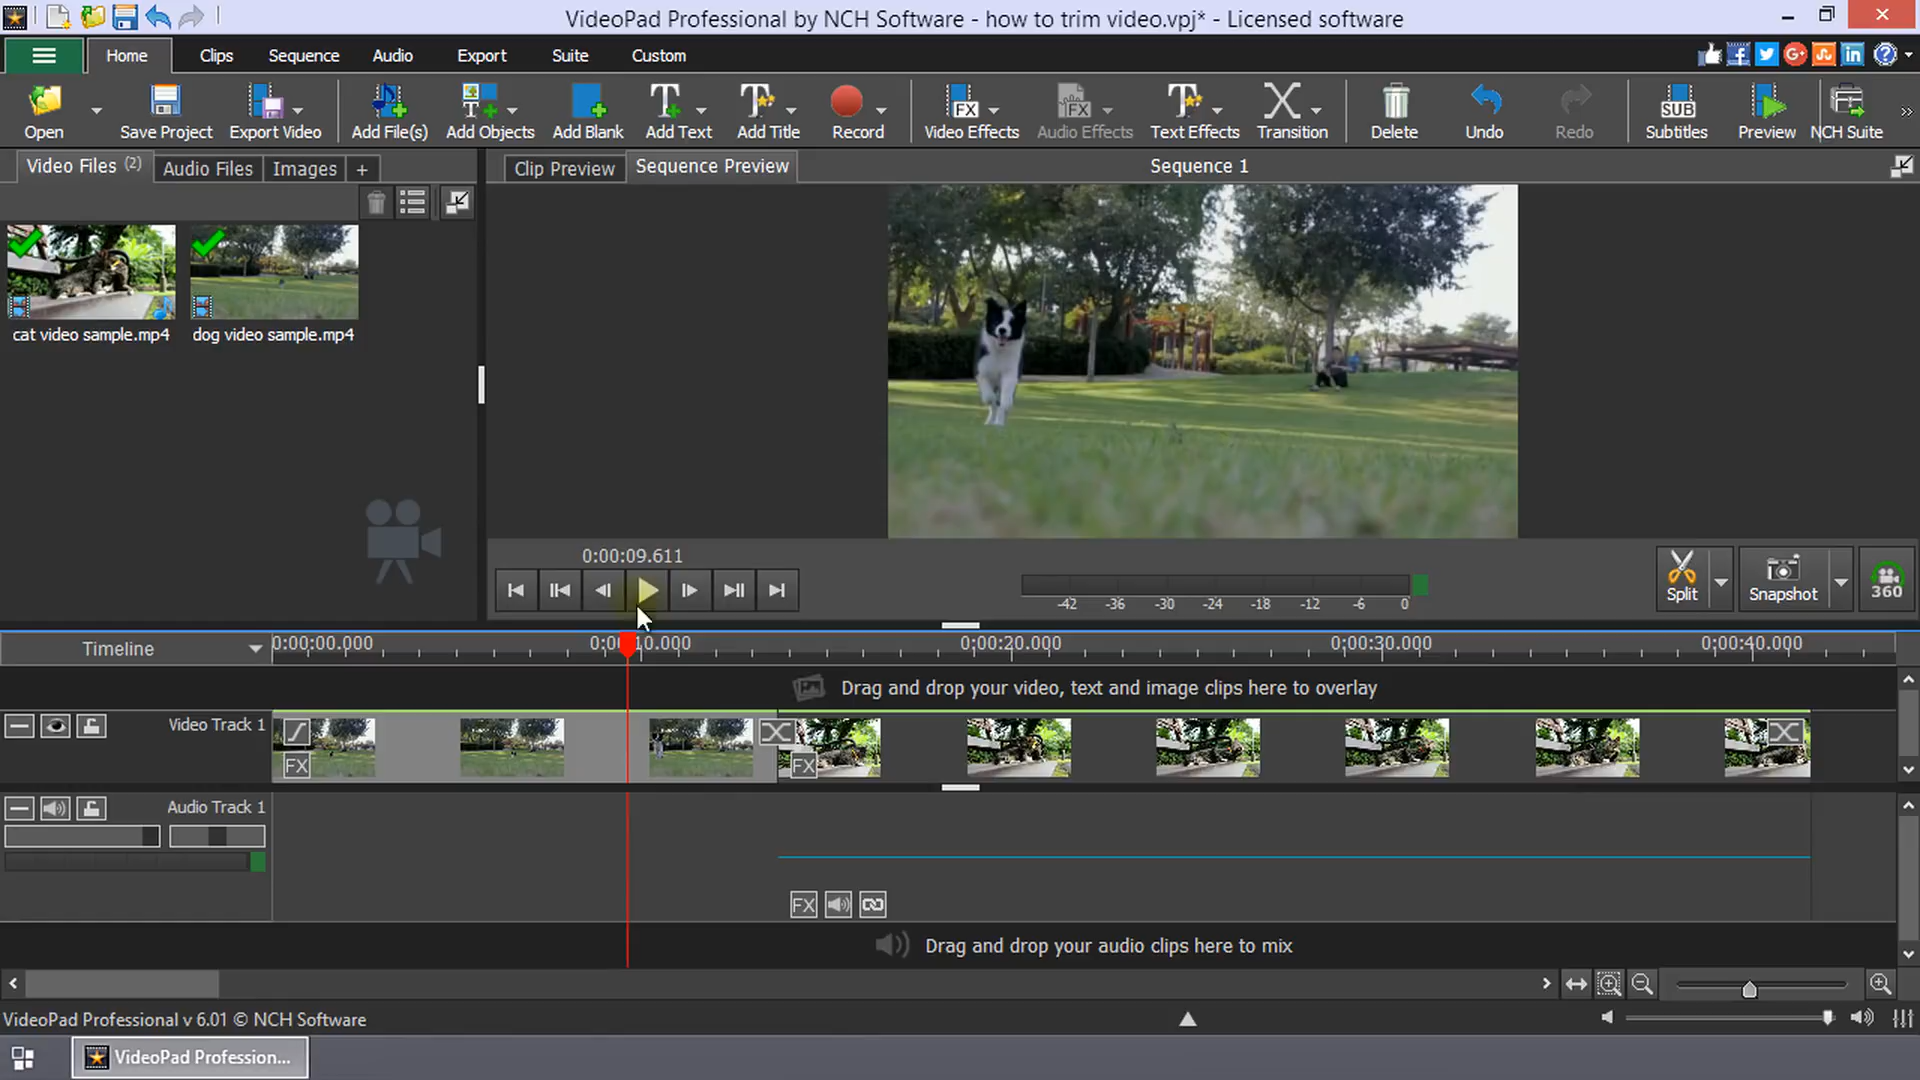 VideoPad Professional by NCH Software - how to trim video.vpj* - Licensed software
Home Clips Sequence Audio Export Suite Custom
Open Save Project Export Video Add File(s) Add Objects Add Blank Add Text Add Title Record Video Effects Audio Effects Text Effects Transition Delete Undo Redo Subtitles Preview NCH Suite
Video Files (2) Audio Files Images + Clip Preview Sequence Preview Sequence 1
cat video sample.mp4 dog video sample.mp4
0:00:09.611
-42 -36 -30 -24 -18 -12 -6 0
Split Snapshot 360
Timeline 0:00:00.000 0:00:10.000 0:00:20.000 0:00:30.000 0:00:40.000
Drag and drop your video, text and image clips here to overlay
Video Track 1
FX FX
Audio Track 1
FX
Drag and drop your audio clips here to mix
VideoPad Professional v 6.01 © NCH Software
VideoPad Profession...